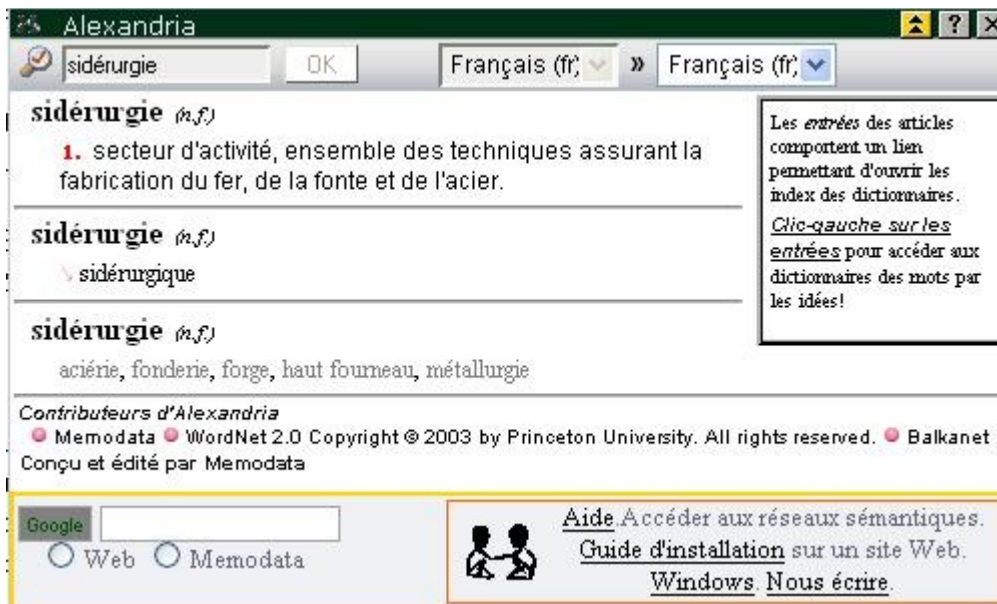 Alexandria
?
sidérurgie OK Français (fr) » Français (fr)
sidérurgie (n.f.)
1. secteur d'activité, ensemble des techniques assurant la
fabrication du fer, de la fonte et de l'acier.
sidérurgie (n.f.)
sidérurgique
sidérurgie (n.f.)
aciérie, fonderie, forge, haut fourneau, métallurgie
Les entrées des articles
comportent un lien
permettant d'ouvrir les
index des dictionnaires.
Clic-gauche sur les
entrées pour accéder aux
dictionnaires des mots par
les idées!
Contributeurs d'Alexandria
Memodata WordNet 2.0 Copyright © 2003 by Princeton University. All rights reserved. Balkanet
Conçu et édité par Memodata
Google
Web Memodata
Aide.Accéder aux réseaux sémantiques.
Guide d'installation sur un site Web.
Windows. Nous écrire.